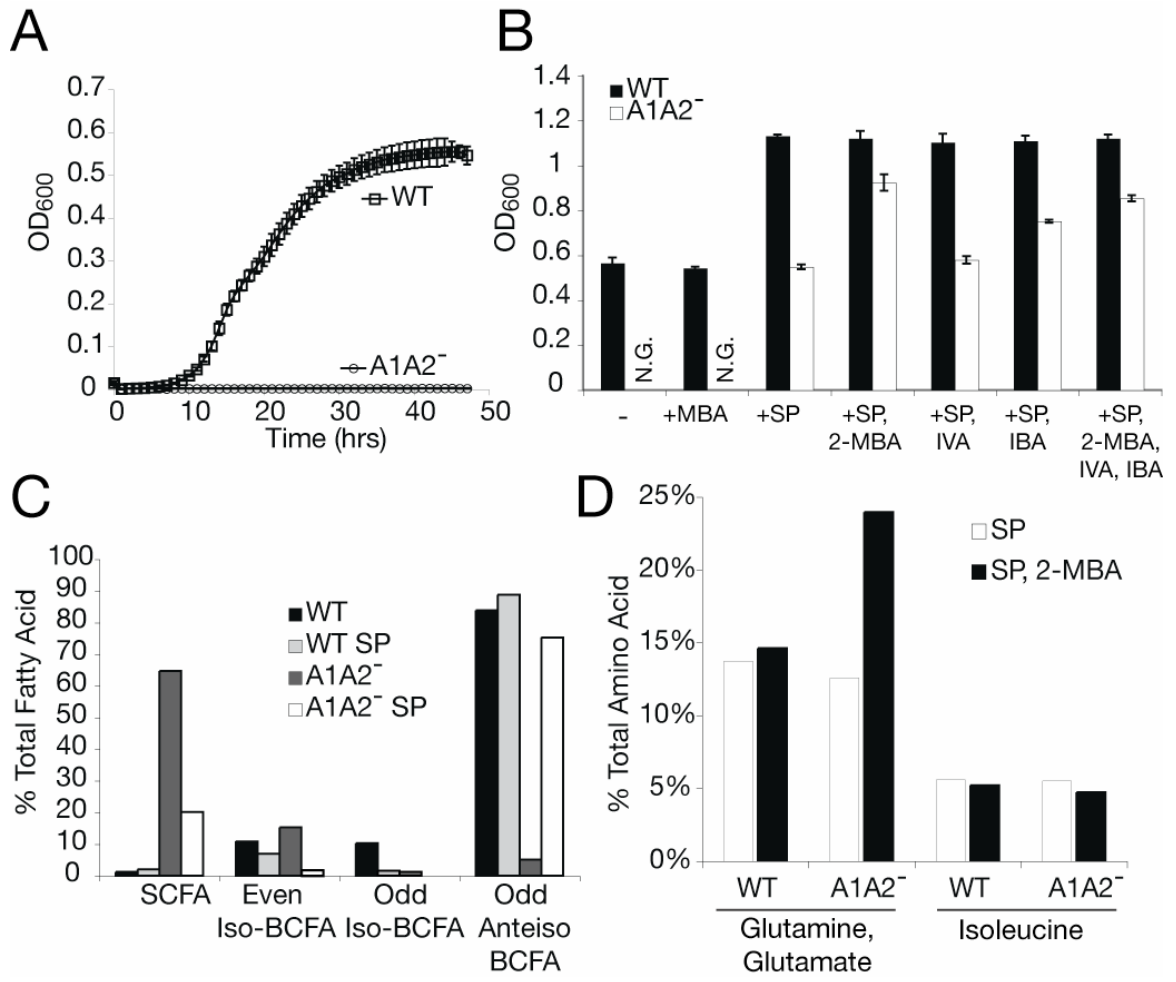 A
0.7
0.6
0.5
0.4
0.3
0.2
0.1
0
OD600
WT
A1A2-
0 10 20 30 40 50
Time (hrs)
B
1.4
1.2
1
0.8
0.6
0.4
0.2
0
OD600
WT
A1A2-
N.G.
N.G.
- +MBA +SP +SP, +SP, +SP, +SP,
2-MBA IVA IBA 2-MBA,
IVA, IBA
C
100
90
80
70
60
50
40
30
20
10
0
% Total Fatty Acid
WT
WT SP
A1A2-
A1A2- SP
SCFA Even Odd Odd
Iso-BCFA Iso-BCFA Anteiso
BCFA
D
25%
20%
15%
10%
5%
0%
% Total Amino Acid
SP
SP, 2-MBA
WT A1A2- WT A1A2-
Glutamine, Isoleucine
Glutamate